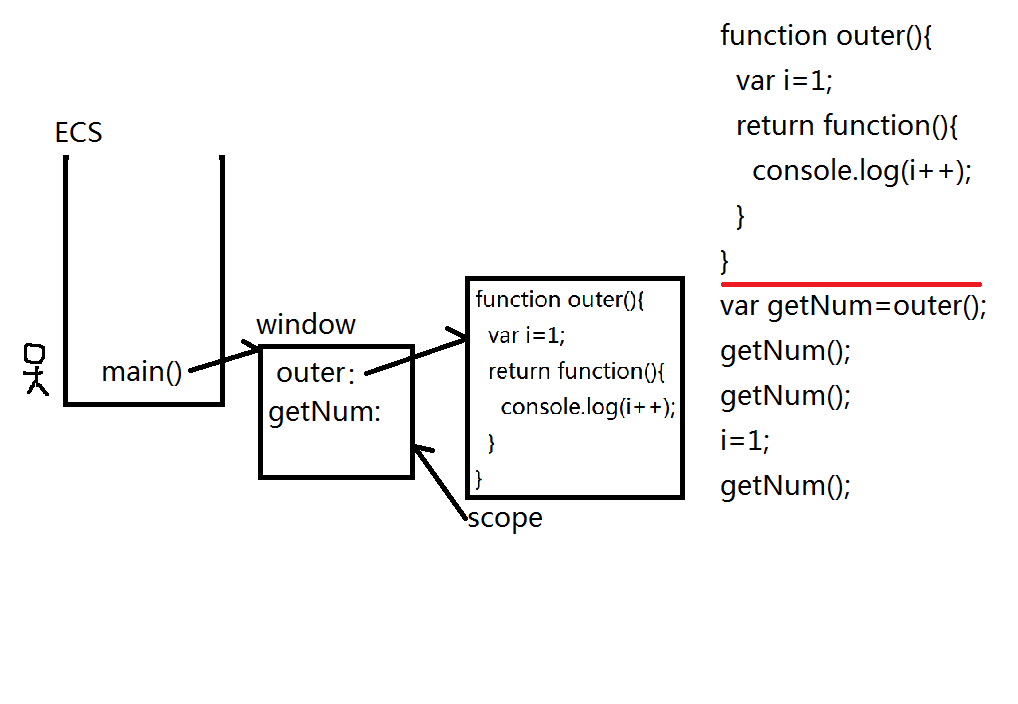 ECS
main()
window
outer:
getNum:
function outer(){
var i=1;
return function(){
console.log(i++);
}
}
scope
function outer(){
var i=1;
return function(){
console.log(i++);
}
}
var getNum=outer();
getNum();
getNum();
i=1;
getNum();